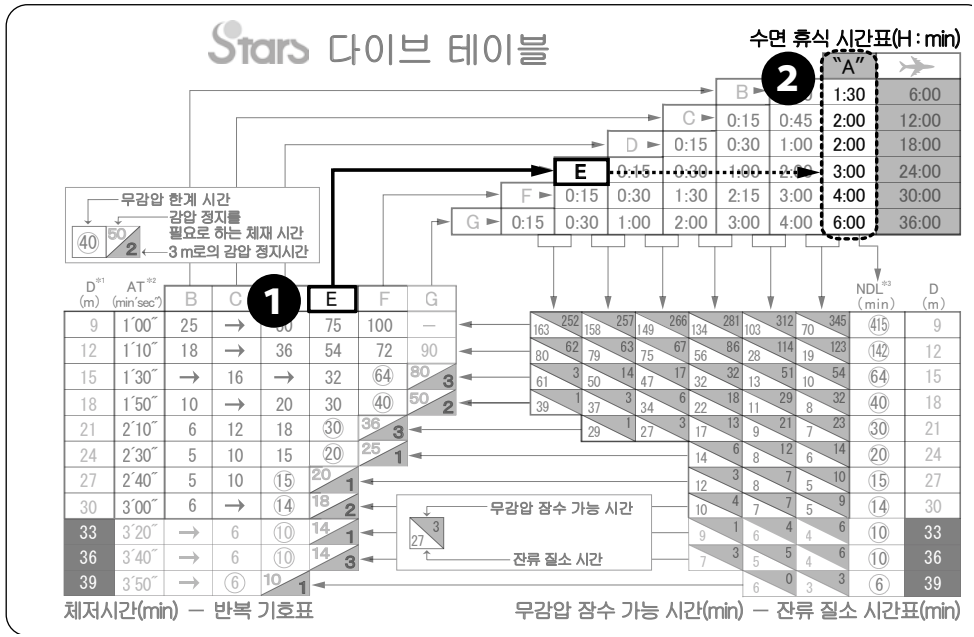 Stars 다이브 테이블
수면 휴식 시간표(H : min)
"A"
2
B 1:30 6:00
C 0:15 0:45 2:00 12:00
D 0:15 0:30 1:00 2:00 18:00
E 0:15 0:30 1:00 2:00 3:00 24:00
F 0:15 0:30 1:30 2:15 3:00 4:00 30:00
G 0:15 0:30 1:00 2:00 3:00 4:00 6:00 36:00
무감압 한계 시간
감압 정지를
필요로 하는 체재 시간
3 m로의 감압 정지시간
40 50 2
1
D※1 (m) AT※2 (min´sec˝) B C E F G
NDL※3 (min) D (m)
9 1´00˝ 25 → 75 100 — 163 252 158 257 149 266 134 281 103 312 70 345 415 9
12 1´10˝ 18 → 36 54 72 90 80 62 79 63 75 67 56 86 28 114 19 123 142 12
15 1´30˝ → 16 → 32 64 80 3 61 3 50 14 47 17 32 32 13 51 10 54 64 15
18 1´50˝ 10 → 20 30 40 50 2 39 1 37 3 34 6 22 18 11 29 8 32 40 18
21 2´10˝ 6 12 18 30 36 3 29 1 27 3 17 13 9 21 7 23 30 21
24 2´30˝ 5 10 15 20 25 1 14 6 8 12 6 14 20 24
27 2´40˝ 5 10 15 20 1 12 3 8 7 5 10 15 27
30 3´00˝ 6 → 14 18 2 10 4 7 7 5 9 14 30
33 3´20˝ → 6 10 14 1 9 1 6 4 4 6 10 33
36 3´40˝ → 6 10 14 3 7 3 5 5 4 6 10 36
39 3´50˝ → 6 10 1 6 0 3 3 6 39
무감압 잠수 가능 시간
27 3
잔류 질소 시간
체저시간(min) — 반복 기호표
무감압 잠수 가능 시간(min) — 잔류 질소 시간표(min)